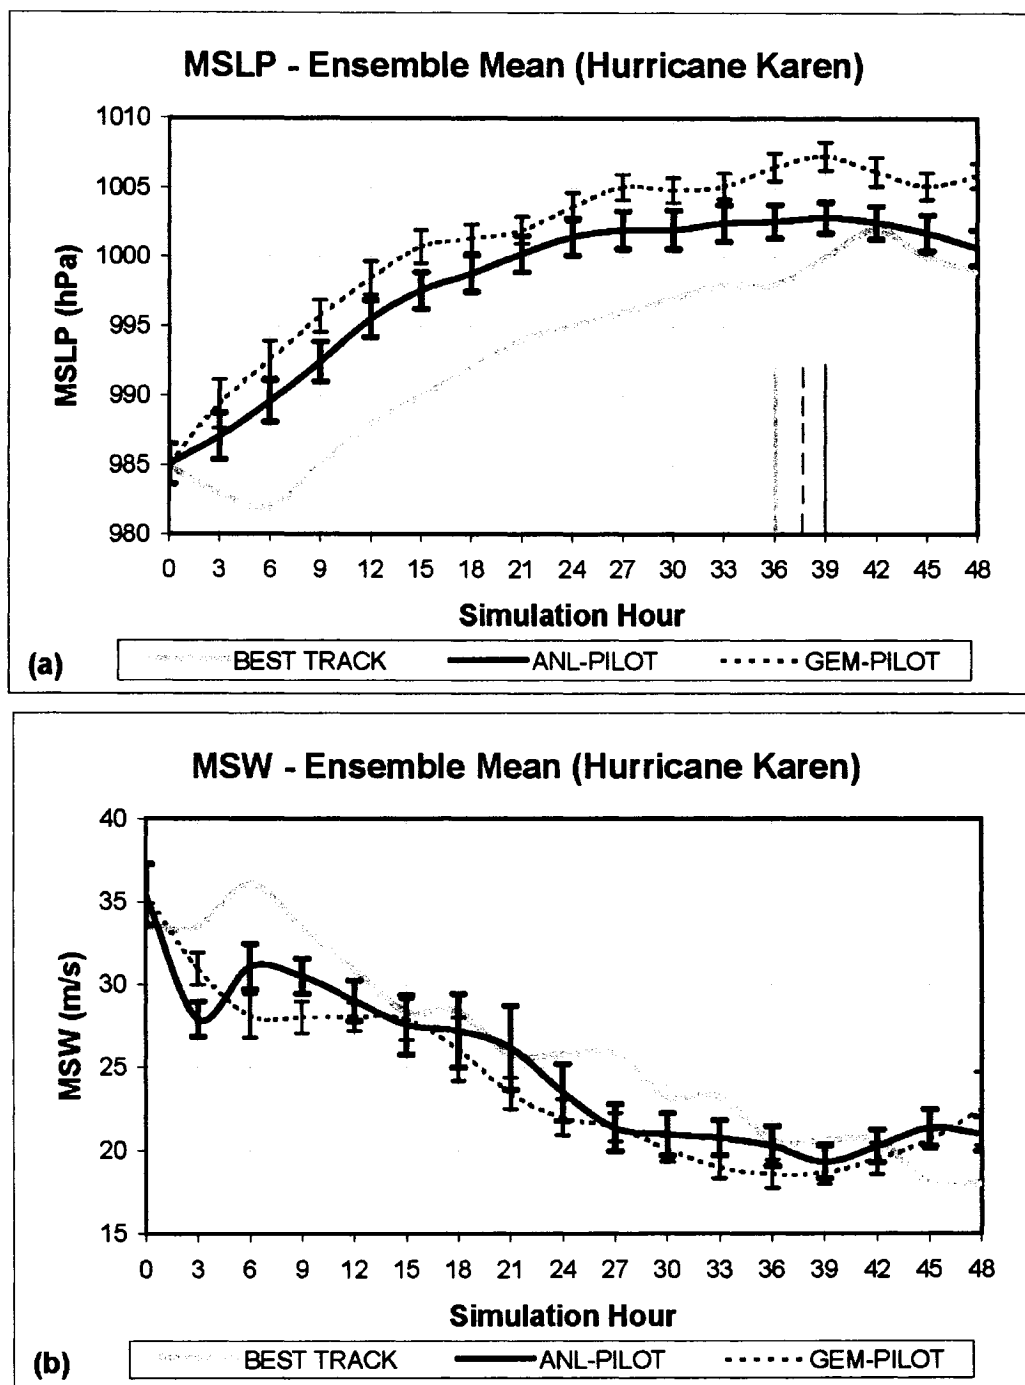 MSLP - Ensemble Mean (Hurricane Karen)
1010
1005
1000
995
990
985
980
MSLP (hPa)
0 3 6 9 12 15 18 21 24 27 30 33 36 39 42 45 48
Simulation Hour
(a) BEST TRACK ANL-PILOT GEM-PILOT
MSW - Ensemble Mean (Hurricane Karen)
40
35
30
25
20
15
MSW (m/s)
0 3 6 9 12 15 18 21 24 27 30 33 36 39 42 45 48
Simulation Hour
(b) BEST TRACK ANL-PILOT GEM-PILOT